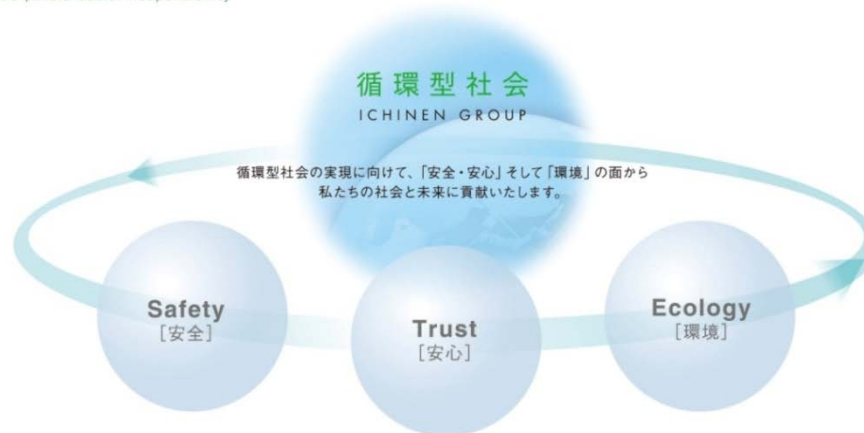 循環型社会
ICHINEN GROUP
循環型社会の実現に向けて、「安全・安心」そして「環境」の面から
私たちの社会と未来に貢献いたします。
Safety
[安全]
Trust
[安心]
Ecology
[環境]